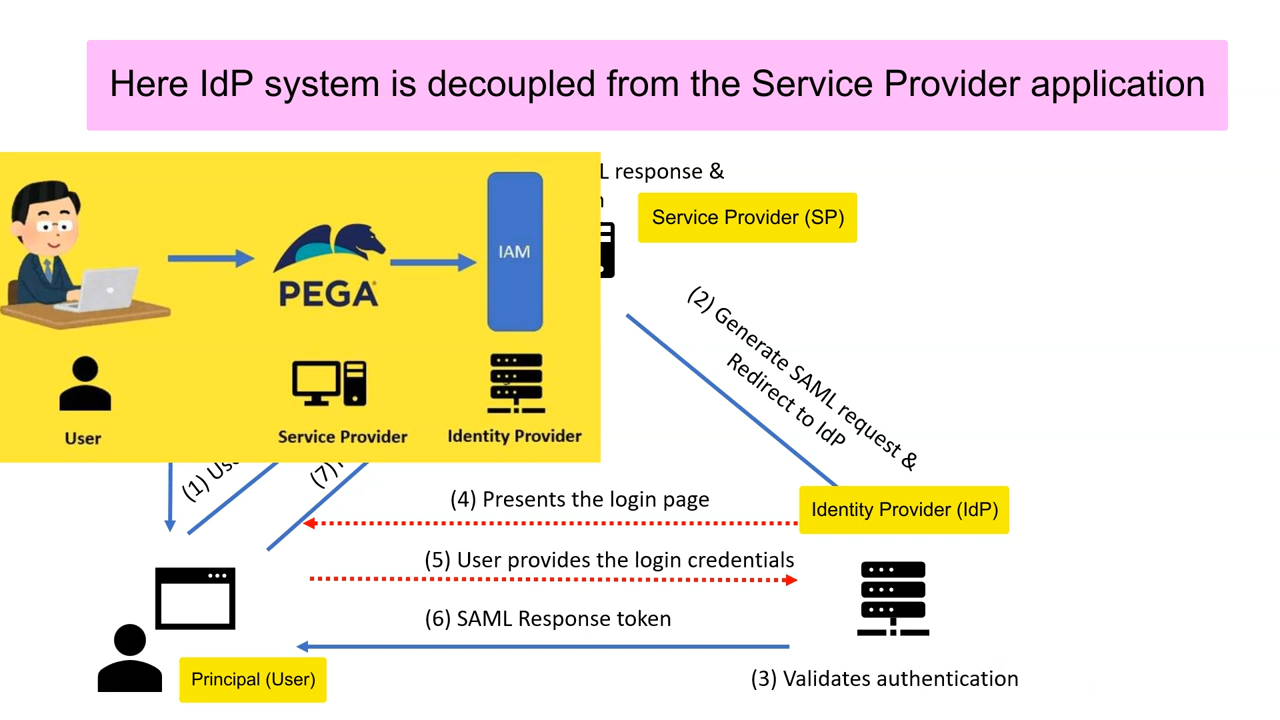 Here IdP system is decoupled from the Service Provider application
L response &
Service Provider (SP)
IAM
PEGA
User
Service Provider
Identity Provider
(2) Generate SAML request &
Redirect to IdP
(1)
(7)
(4) Presents the login page
Identity Provider (IdP)
(5) User provides the login credentials
(6) SAML Response token
Principal (User)
(3) Validates authentication